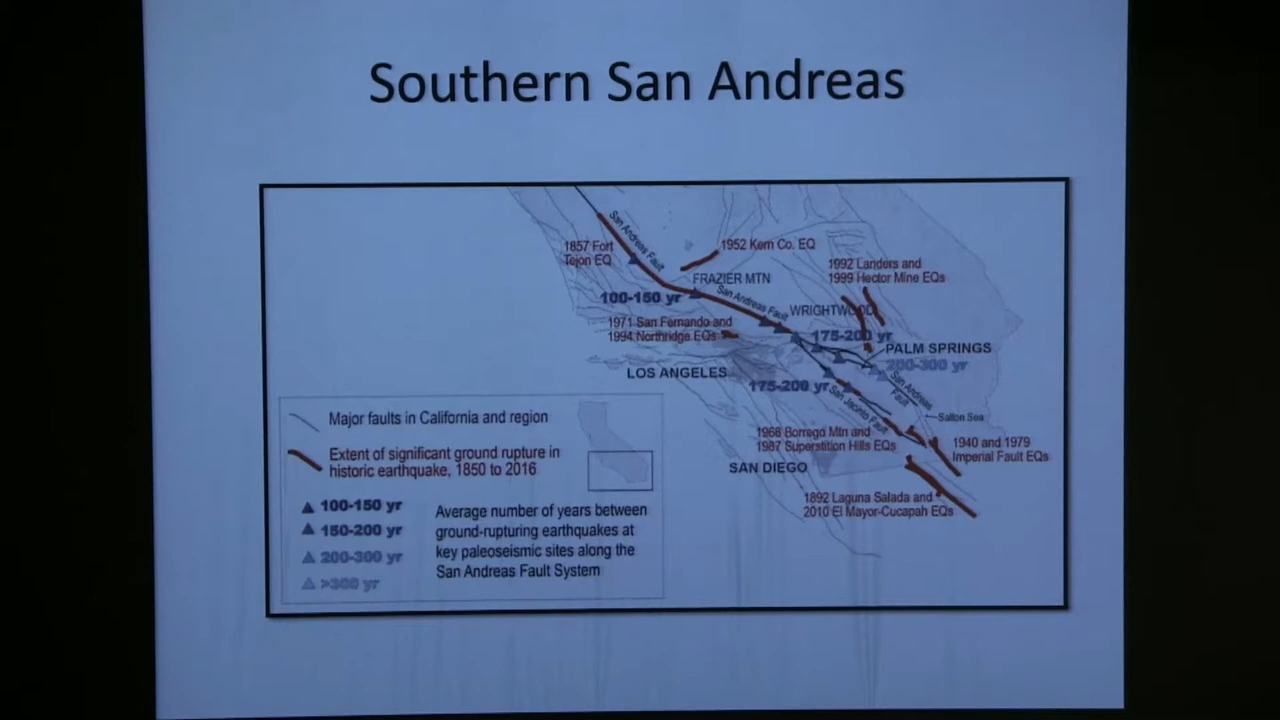 Southern San Andreas
San Andreas Fault
1857 Fort
Tejon EQ
1952 Kern Co. EQ
FRAZIER MTN
1992 Landers and
1999 Hector Mine EQs
100-150 yr
San Andreas Fault
WRIGHTWOOD
1971 San Fernando and
1994 Northridge EQs
175-200 yr
PALM SPRINGS
200-300 yr
LOS ANGELES
175-200 yr
San Jacinto Fault
San Andreas
Fault
Salton Sea
1968 Borrego Mtn and
1987 Superstition Hills EQs
1940 and 1979
Imperial Fault EQs
SAN DIEGO
1892 Laguna Salada and
2010 El Mayor-Cucapah EQs
Major faults in California and region
Extent of significant ground rupture in
historic earthquake, 1850 to 2016
100-150 yr
150-200 yr
200-300 yr
>300 yr
Average number of years between
ground-rupturing earthquakes at
key paleoseismic sites along the
San Andreas Fault System